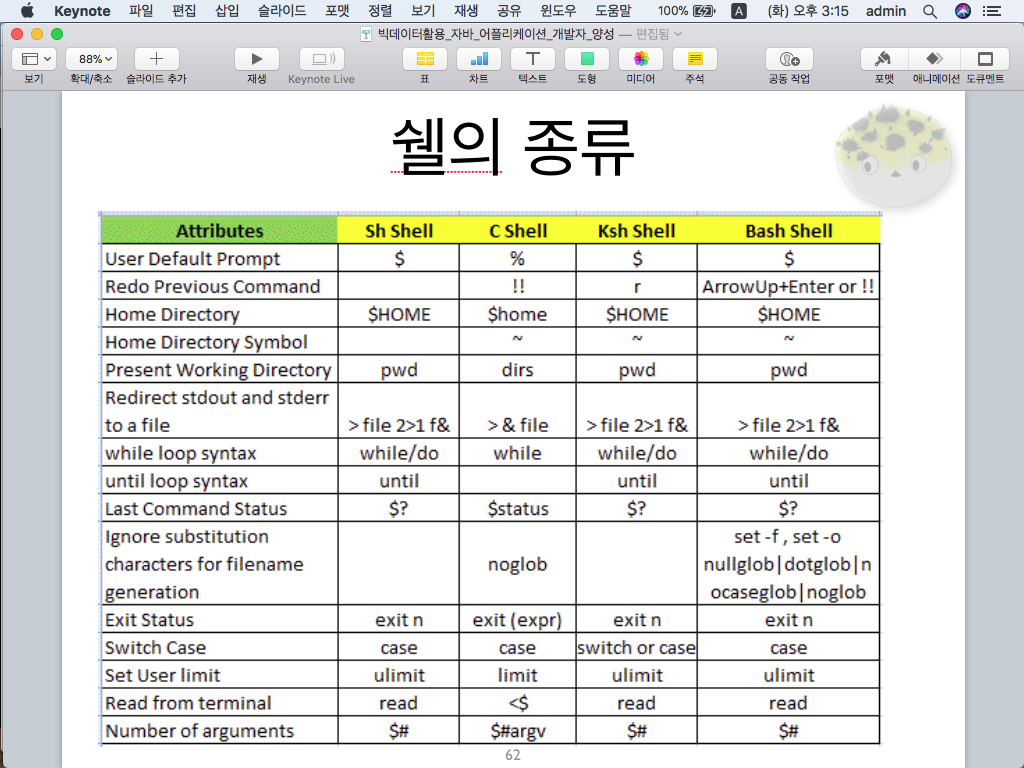 Keynote 파일 편집 삽입 슬라이드 포맷 정렬 보기 재생 공유 윈도우 도움말 100% A (화) 오후 3:15 admin
빅데이터활용_자바_어플리케이션_개발자_양성 — 편집됨
88%
보기 확대/축소 슬라이드 추가 재생 Keynote Live 표 차트 텍스트 도형 미디어 주석 공동 작업 포맷 애니메이션 도큐멘트
쉘의 종류
Attributes Sh Shell C Shell Ksh Shell Bash Shell
User Default Prompt $ % $ $
Redo Previous Command !! r ArrowUp+Enter or !!
Home Directory $HOME $home $HOME $HOME
Home Directory Symbol ~ ~ ~
Present Working Directory pwd dirs pwd pwd
Redirect stdout and stderr
to a file > file 2>1 f& > & file > file 2>1 f& > file 2>1 f&
while loop syntax while/do while while/do while/do
until loop syntax until until until
Last Command Status $? $status $? $?
Ignore substitution
characters for filename
generation
noglob
set -f , set -o
nullglob|dotglob|n
ocaseglob|noglob
Exit Status exit n exit (expr) exit n exit n
Switch Case case case switch or case case
Set User limit ulimit limit ulimit ulimit
Read from terminal read <$ read read
Number of arguments $# $#argv $# $#
62